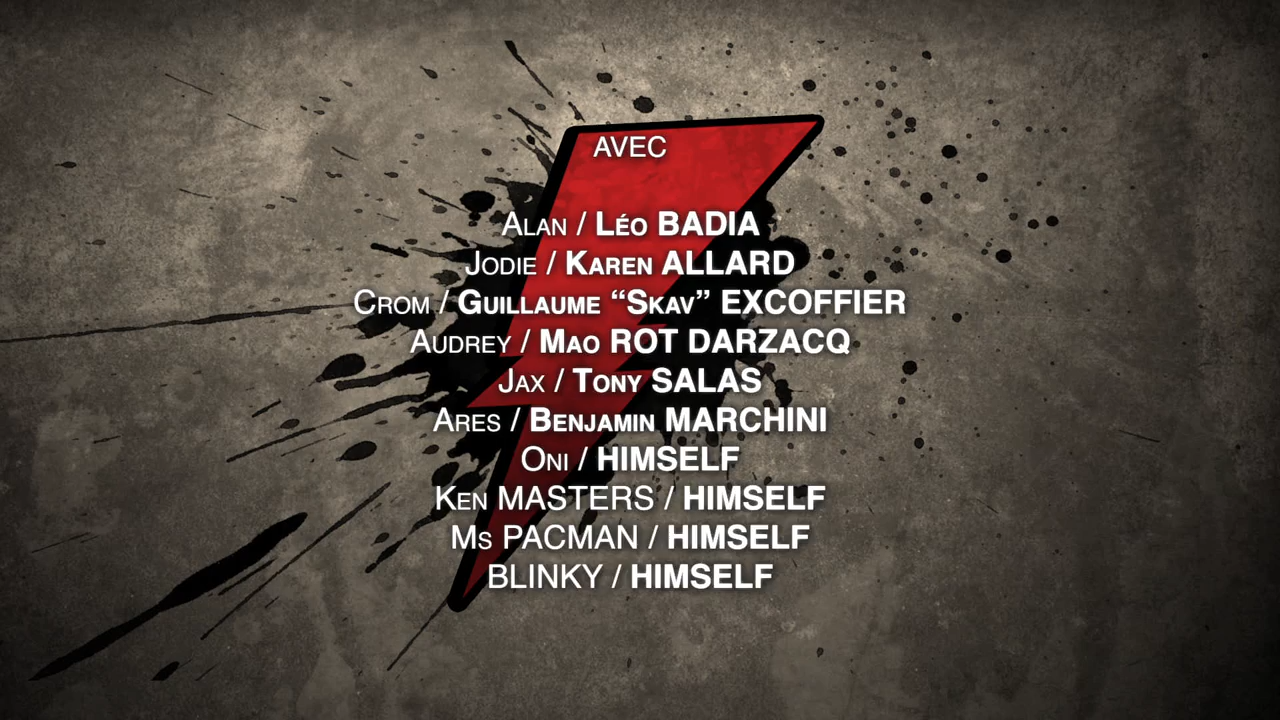 AVEC
Alan / Léo BADIA
Jodie / Karen ALLARD
Crom / Guillaume “Skav” EXCOFFIER
Audrey / Mao ROT DARZACQ
Jax / Tony SALAS
Ares / Benjamin MARCHINI
Oni / HIMSELF
Ken MASTERS / HIMSELF
Ms PACMAN / HIMSELF
BLINKY / HIMSELF